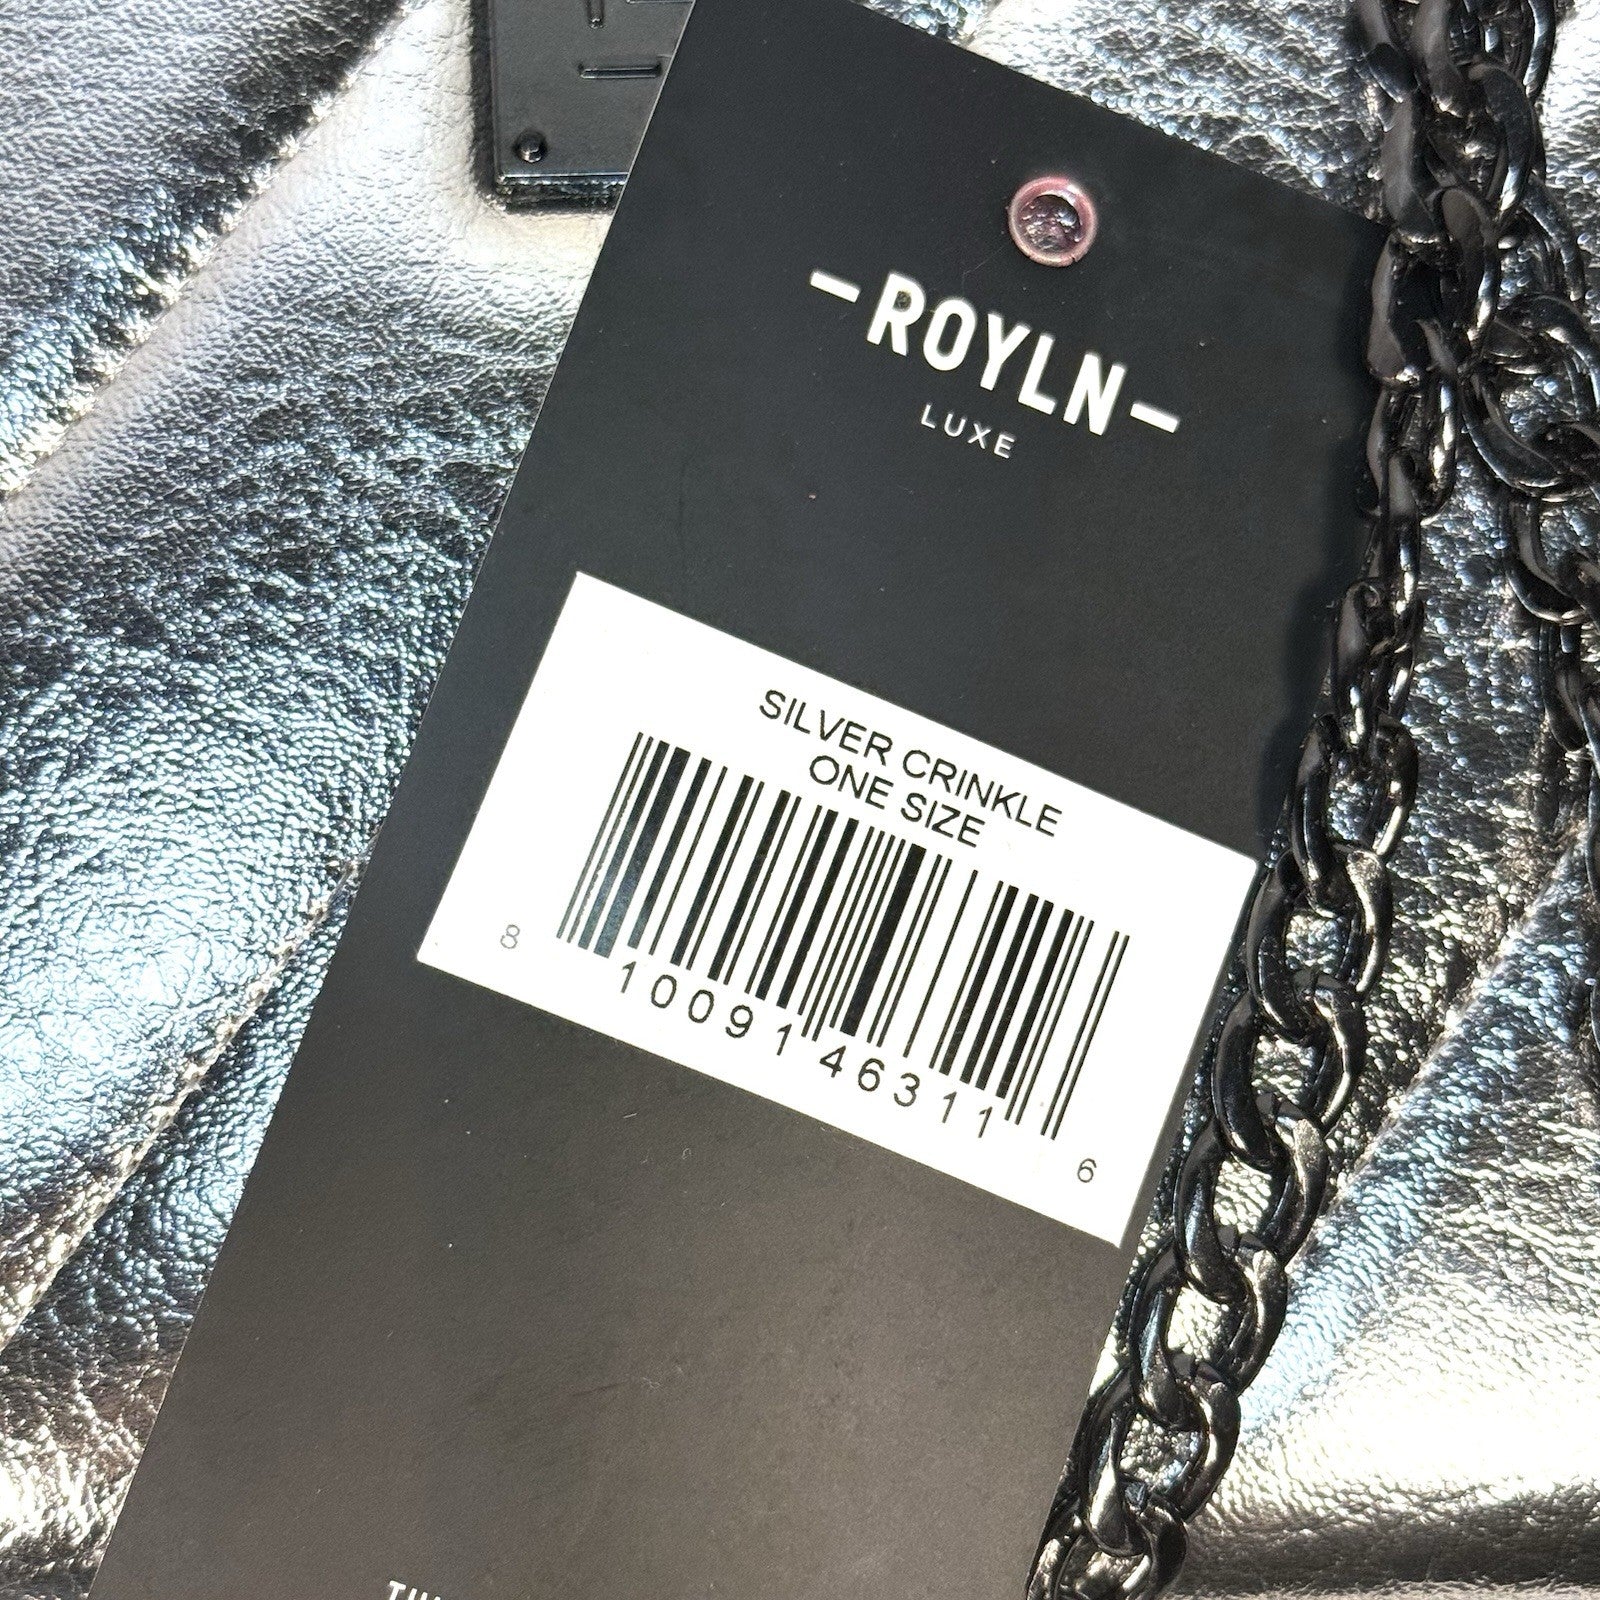 -ROYLN-
LUXE
SILVER CRINKLE
ONE SIZE
8 10091 46311 6